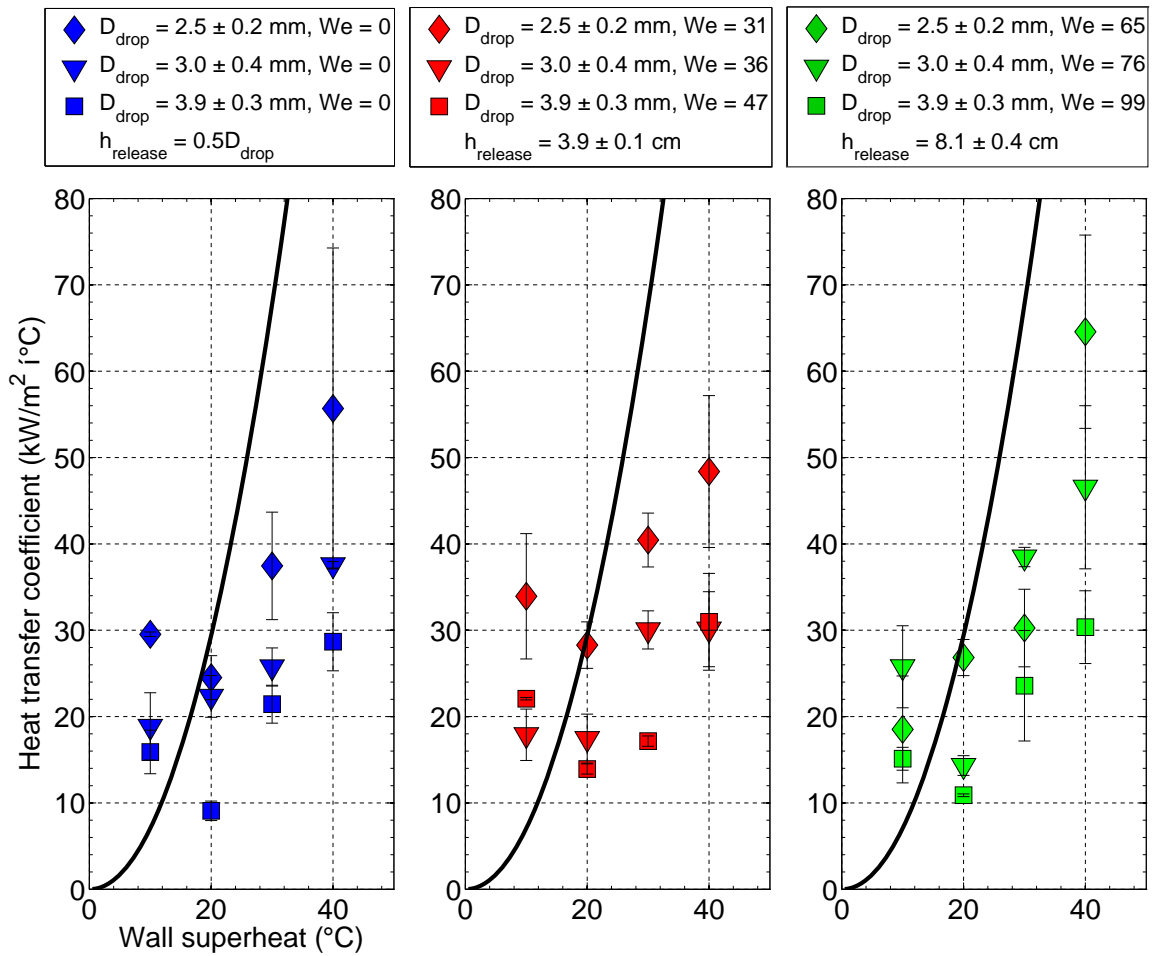 D_drop = 2.5 ± 0.2 mm, We = 0
D_drop = 3.0 ± 0.4 mm, We = 0
D_drop = 3.9 ± 0.3 mm, We = 0
h_release = 0.5D_drop
D_drop = 2.5 ± 0.2 mm, We = 31
D_drop = 3.0 ± 0.4 mm, We = 36
D_drop = 3.9 ± 0.3 mm, We = 47
h_release = 3.9 ± 0.1 cm
D_drop = 2.5 ± 0.2 mm, We = 65
D_drop = 3.0 ± 0.4 mm, We = 76
D_drop = 3.9 ± 0.3 mm, We = 99
h_release = 8.1 ± 0.4 cm
Heat transfer coefficient (kW/m² í°C)
80
70
60
50
40
30
20
10
0
0 20 40
Wall superheat (°C)
80
70
60
50
40
30
20
10
0
0 20 40
80
70
60
50
40
30
20
10
0
0 20 40